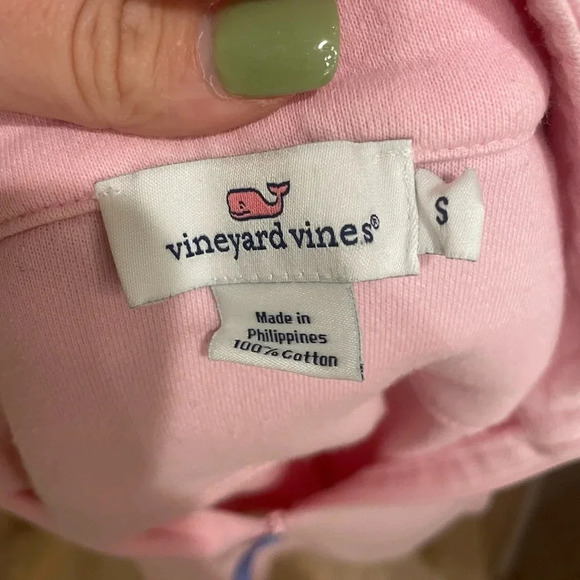 vineyard vines®
S
Made in
Philippines
100% Cotton